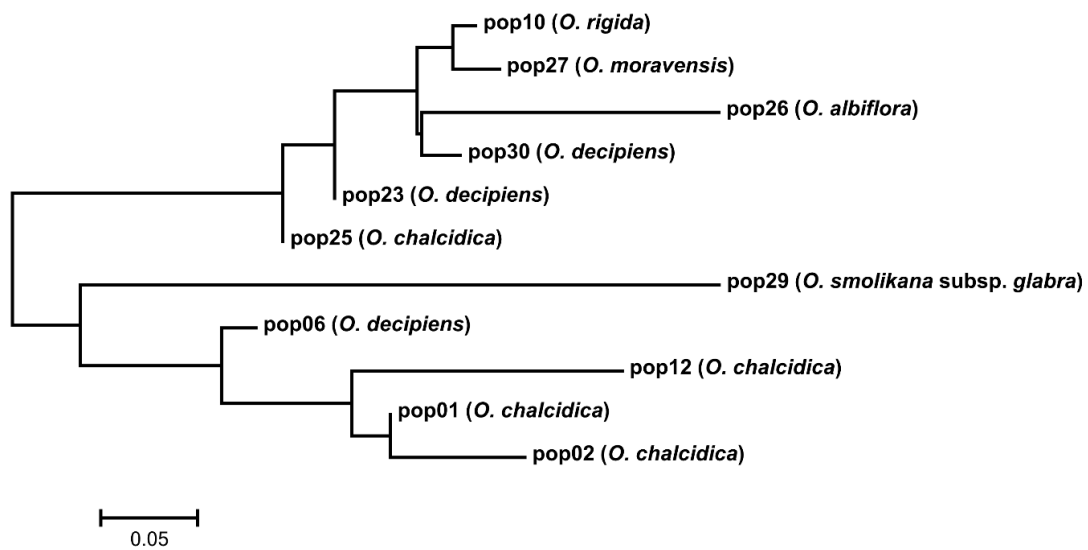 pop10 (O. rigida)
pop27 (O. moravensis)
pop26 (O. albiflora)
pop30 (O. decipiens)
pop23 (O. decipiens)
pop25 (O. chalcidica)
pop29 (O. smolikana subsp. glabra)
pop06 (O. decipiens)
pop12 (O. chalcidica)
pop01 (O. chalcidica)
pop02 (O. chalcidica)
0.05